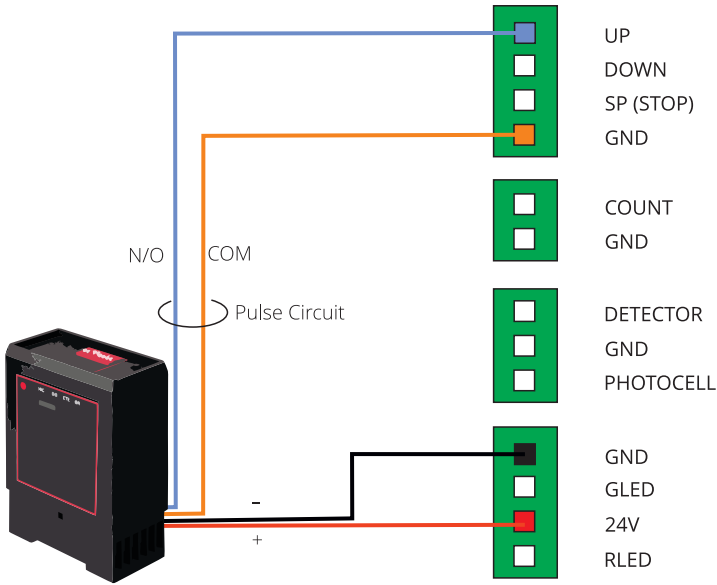 UP
DOWN
SP (STOP)
GND
COUNT
GND
N/O
COM
Pulse Circuit
DETECTOR
GND
PHOTOCELL
GND
GLED
-
24V
+
RLED